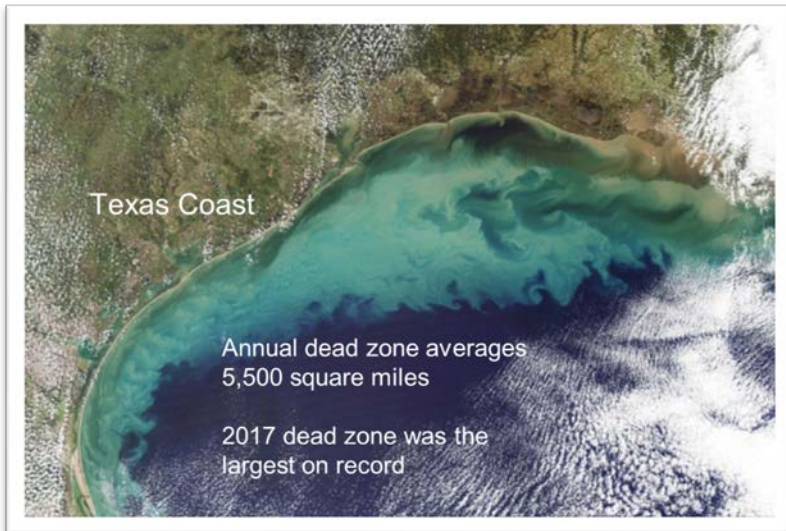 Texas Coast
Annual dead zone averages
5,500 square miles
2017 dead zone was the
largest on record